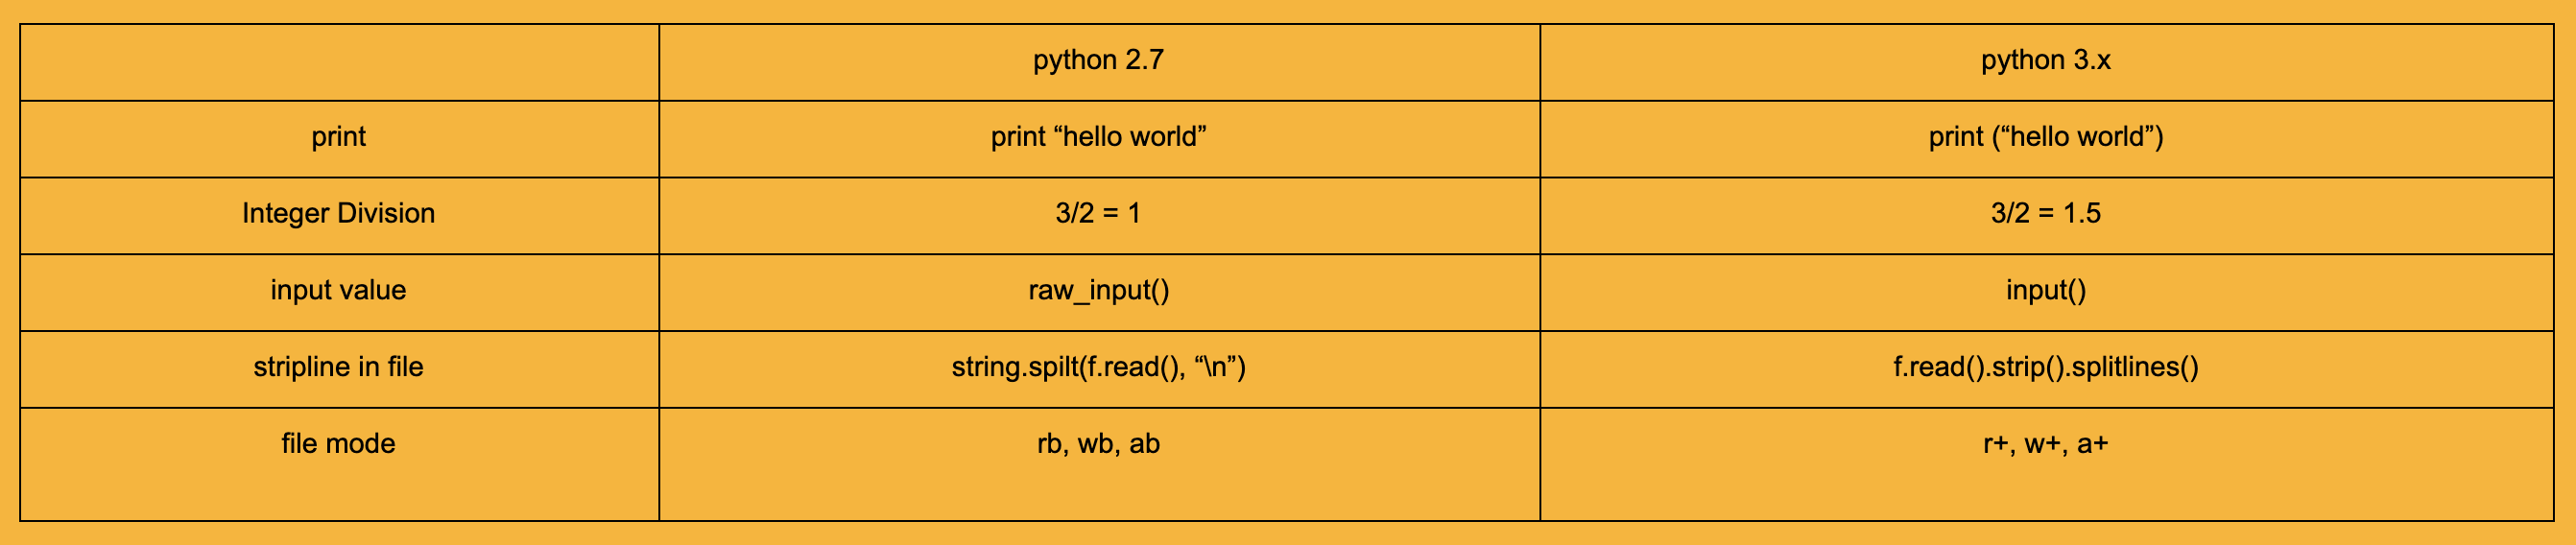 python 2.7 python 3.x
print print “hello world” print (“hello world”)
Integer Division 3/2 = 1 3/2 = 1.5
input value raw_input() input()
stripline in file string.spilt(f.read(), “\n”) f.read().strip().splitlines()
file mode rb, wb, ab r+, w+, a+